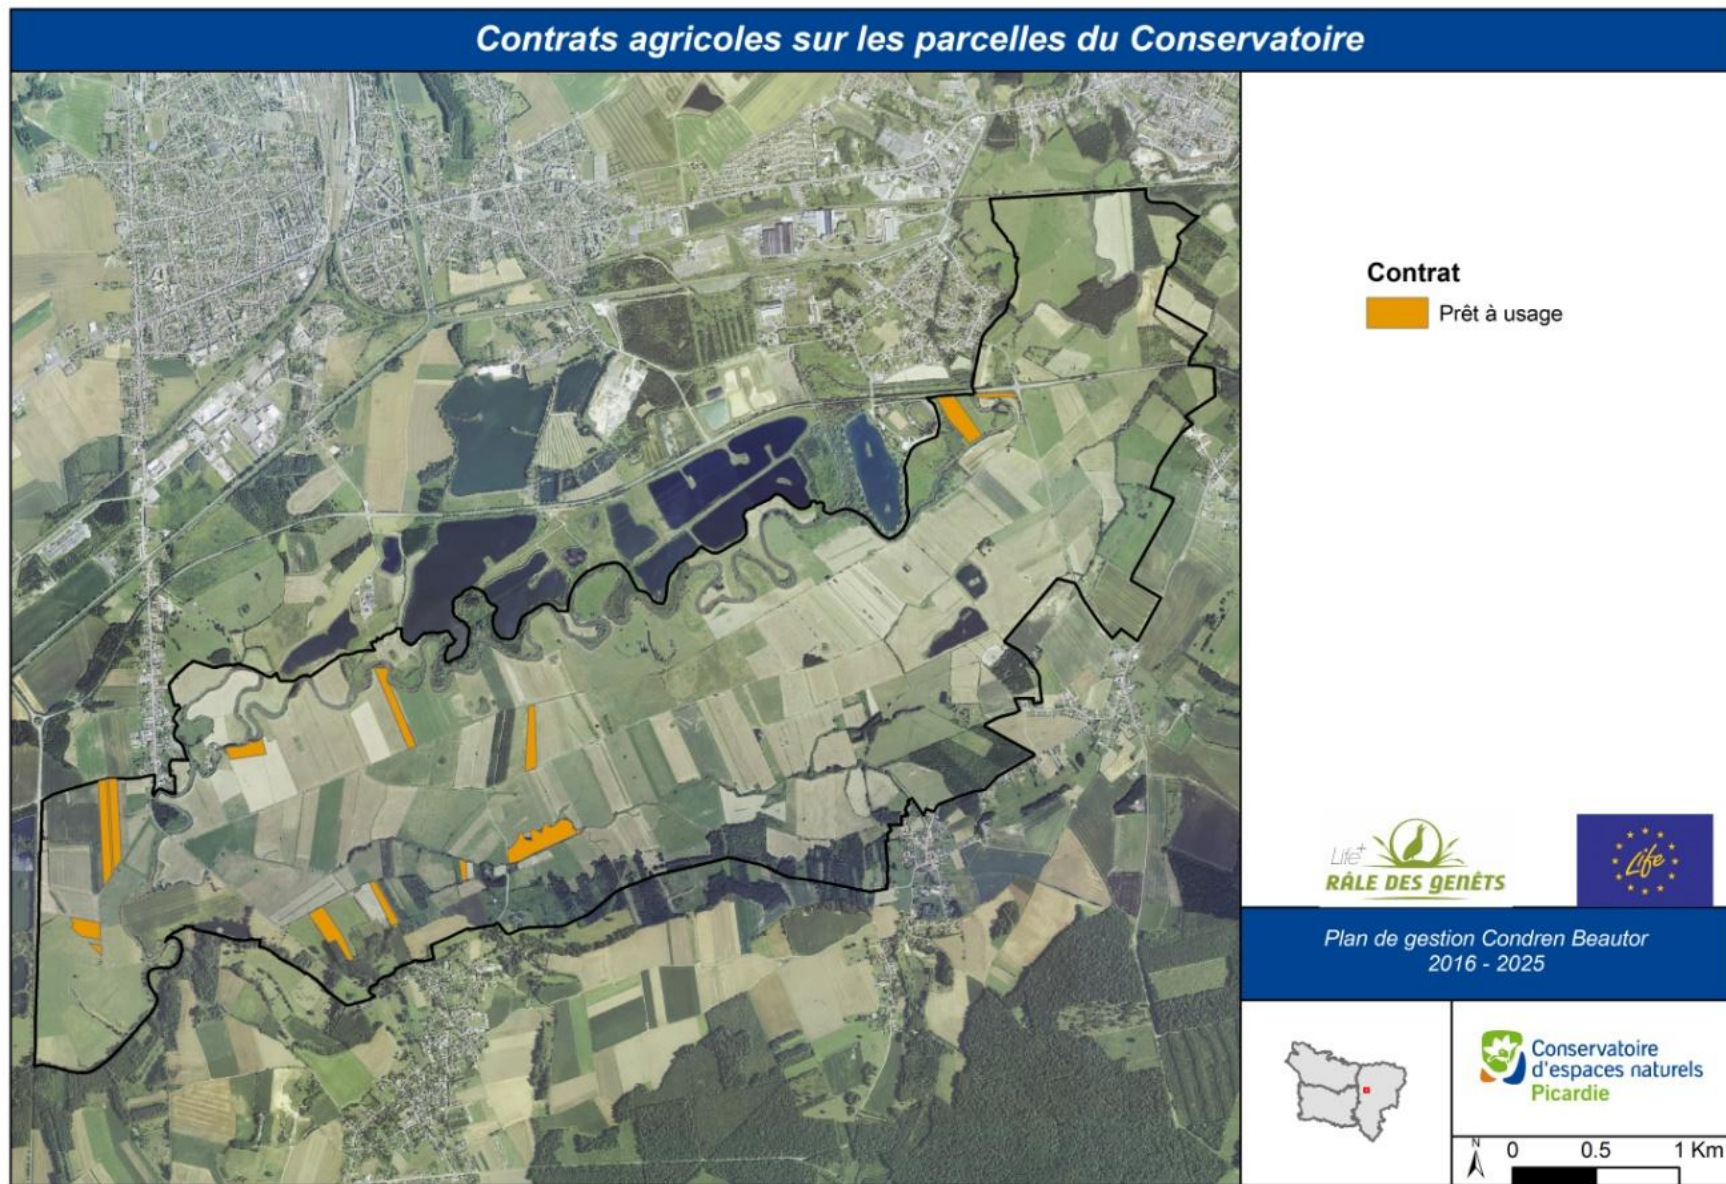 Contrats agricoles sur les parcelles du Conservatoire
Contrat
Prêt à usage
Life+
RÂLE DES GENÊTS
Life
Plan de gestion Condren Beautor
2016 - 2025
Conservatoire
d'espaces naturels
Picardie
N
0 0.5 1 Km